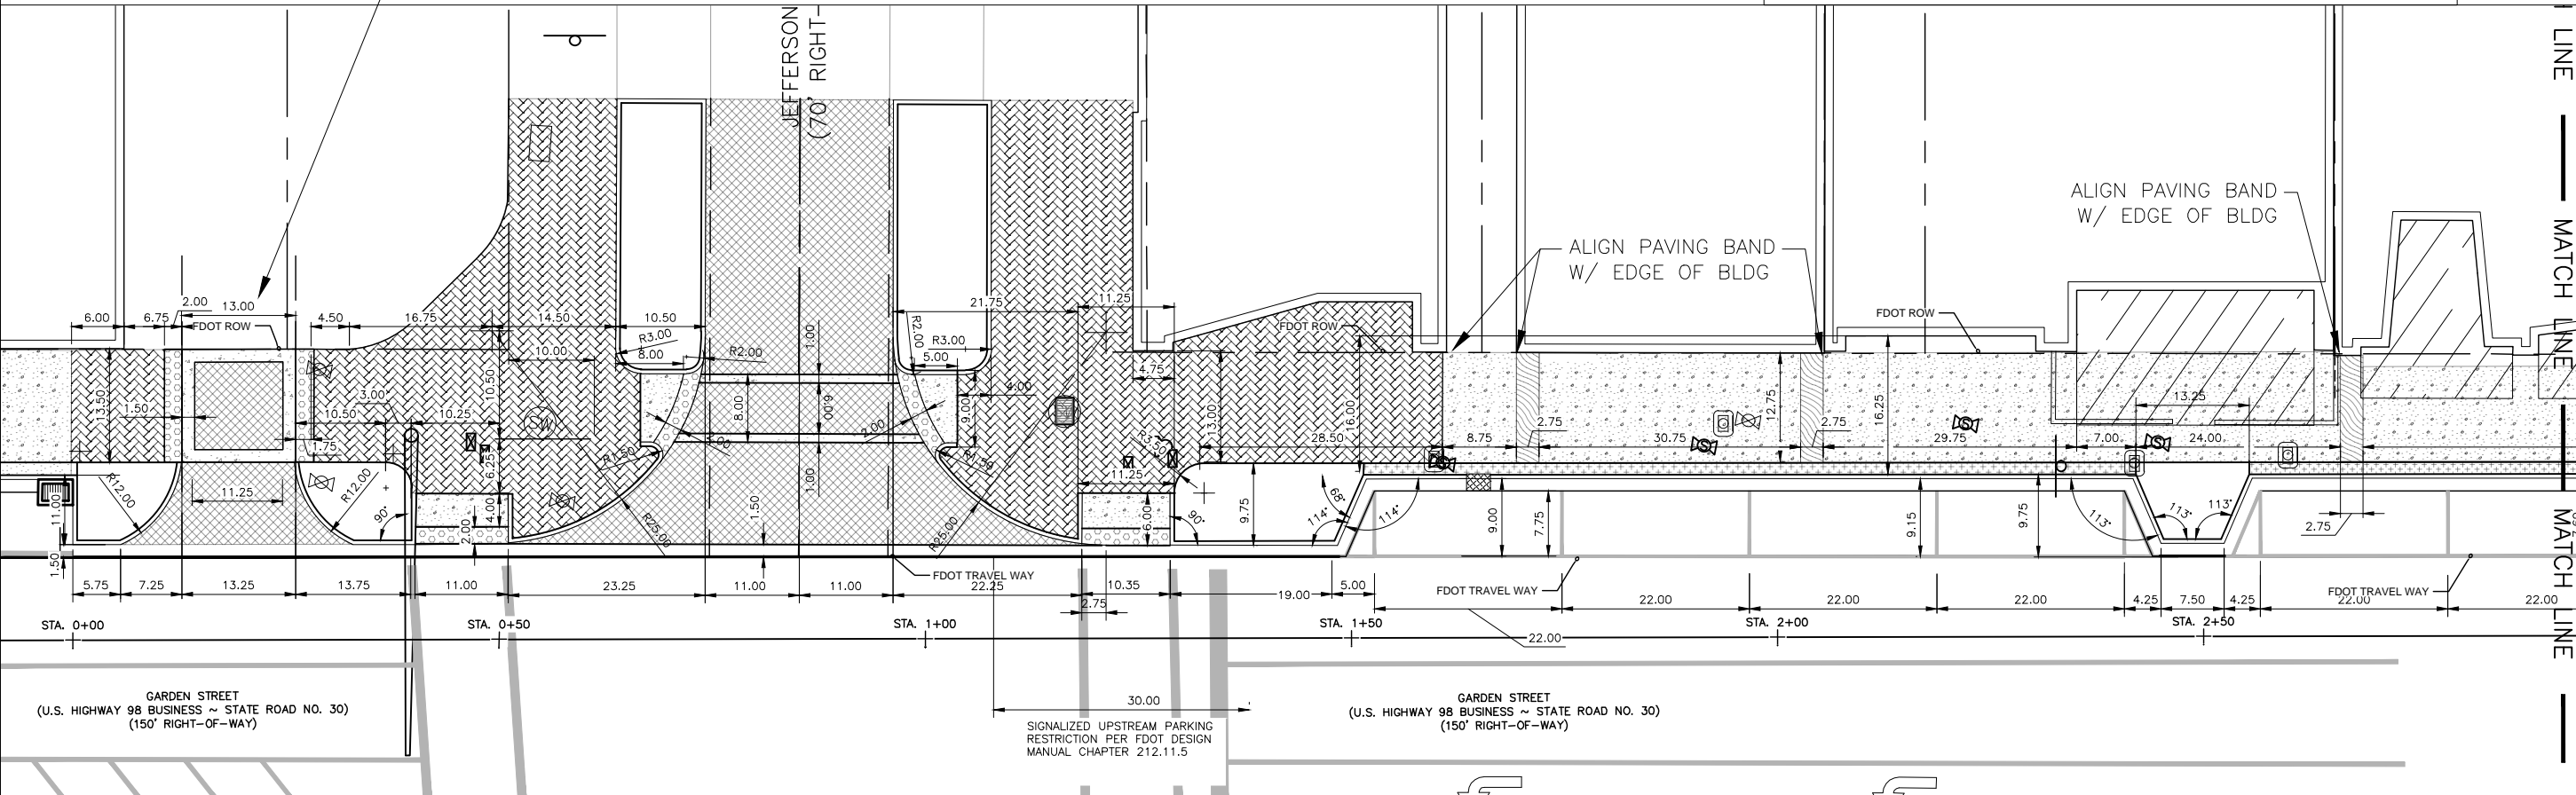 JEFFERSON
(70' RIGHT-
LINE
MATCH LINE
MATCH LINE
ALIGN PAVING BAND
W/ EDGE OF BLDG
ALIGN PAVING BAND
W/ EDGE OF BLDG
2.00
13.00
6.00
6.75
FDOT ROW
4.50
16.75
14.50
10.50
21.75
11.25
FDOT ROW
FDOT ROW
R3.00
8.00
R2.00
1.00
R2.00
R3.00
5.00
10.00
4.75
4.00
13.50
1.50
10.50
3.00
10.25
1.75
10.50
8.00
6.00
9.00
2.00
13.00
16.00
12.75
16.25
13.25
28.50
8.75
2.75
30.75
2.75
29.75
7.00
24.00
R1.50
R1.50
R3.50
6.25
1.00
11.25
R12.00
11.25
R12.00
90°
11.00
4.00
2.00
R25.00
1.50
R25.00
6.00
90°
9.75
68°
114°
114°
9.00
7.75
9.15
9.75
113°
113°
113°
2.75
1.50
FDOT TRAVEL WAY
FDOT TRAVEL WAY
FDOT TRAVEL WAY
5.75
7.25
13.25
13.75
11.00
23.25
11.00
11.00
22.25
10.35
2.75
19.00
5.00
22.00
22.00
22.00
22.00
4.25
7.50
4.25
22.00
22.00
STA. 0+00
STA. 0+50
STA. 1+00
STA. 1+50
STA. 2+00
STA. 2+50
GARDEN STREET
(U.S. HIGHWAY 98 BUSINESS ~ STATE ROAD NO. 30)
(150' RIGHT-OF-WAY)
30.00
SIGNALIZED UPSTREAM PARKING
RESTRICTION PER FDOT DESIGN
MANUAL CHAPTER 212.11.5
GARDEN STREET
(U.S. HIGHWAY 98 BUSINESS ~ STATE ROAD NO. 30)
(150' RIGHT-OF-WAY)